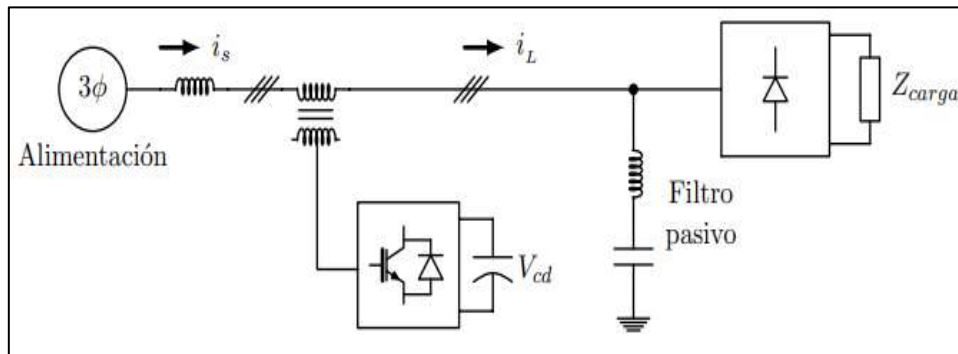 3ϕ
i_s
i_L
Z_carga
Alimentación
Filtro
pasivo
V_cd